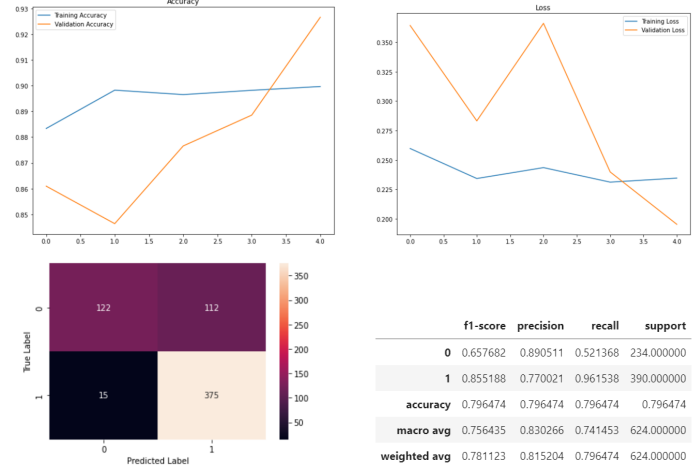 Accuracy
Training Accuracy
Validation Accuracy
0.93
0.92
0.91
0.90
0.89
0.88
0.87
0.86
0.85
0.0 0.5 1.0 1.5 2.0 2.5 3.0 3.5 4.0
Loss
Training Loss
Validation Loss
0.350
0.325
0.300
0.275
0.250
0.225
0.200
0.0 0.5 1.0 1.5 2.0 2.5 3.0 3.5 4.0
True Label
0 122 112
1 15 375
0 1
Predicted Label
350
300
250
200
150
100
50
f1-score precision recall support
0 0.657682 0.890511 0.521368 234.000000
1 0.855188 0.770021 0.961538 390.000000
accuracy 0.796474 0.796474 0.796474 0.796474
macro avg 0.756435 0.830266 0.741453 624.000000
weighted avg 0.781123 0.815204 0.796474 624.000000